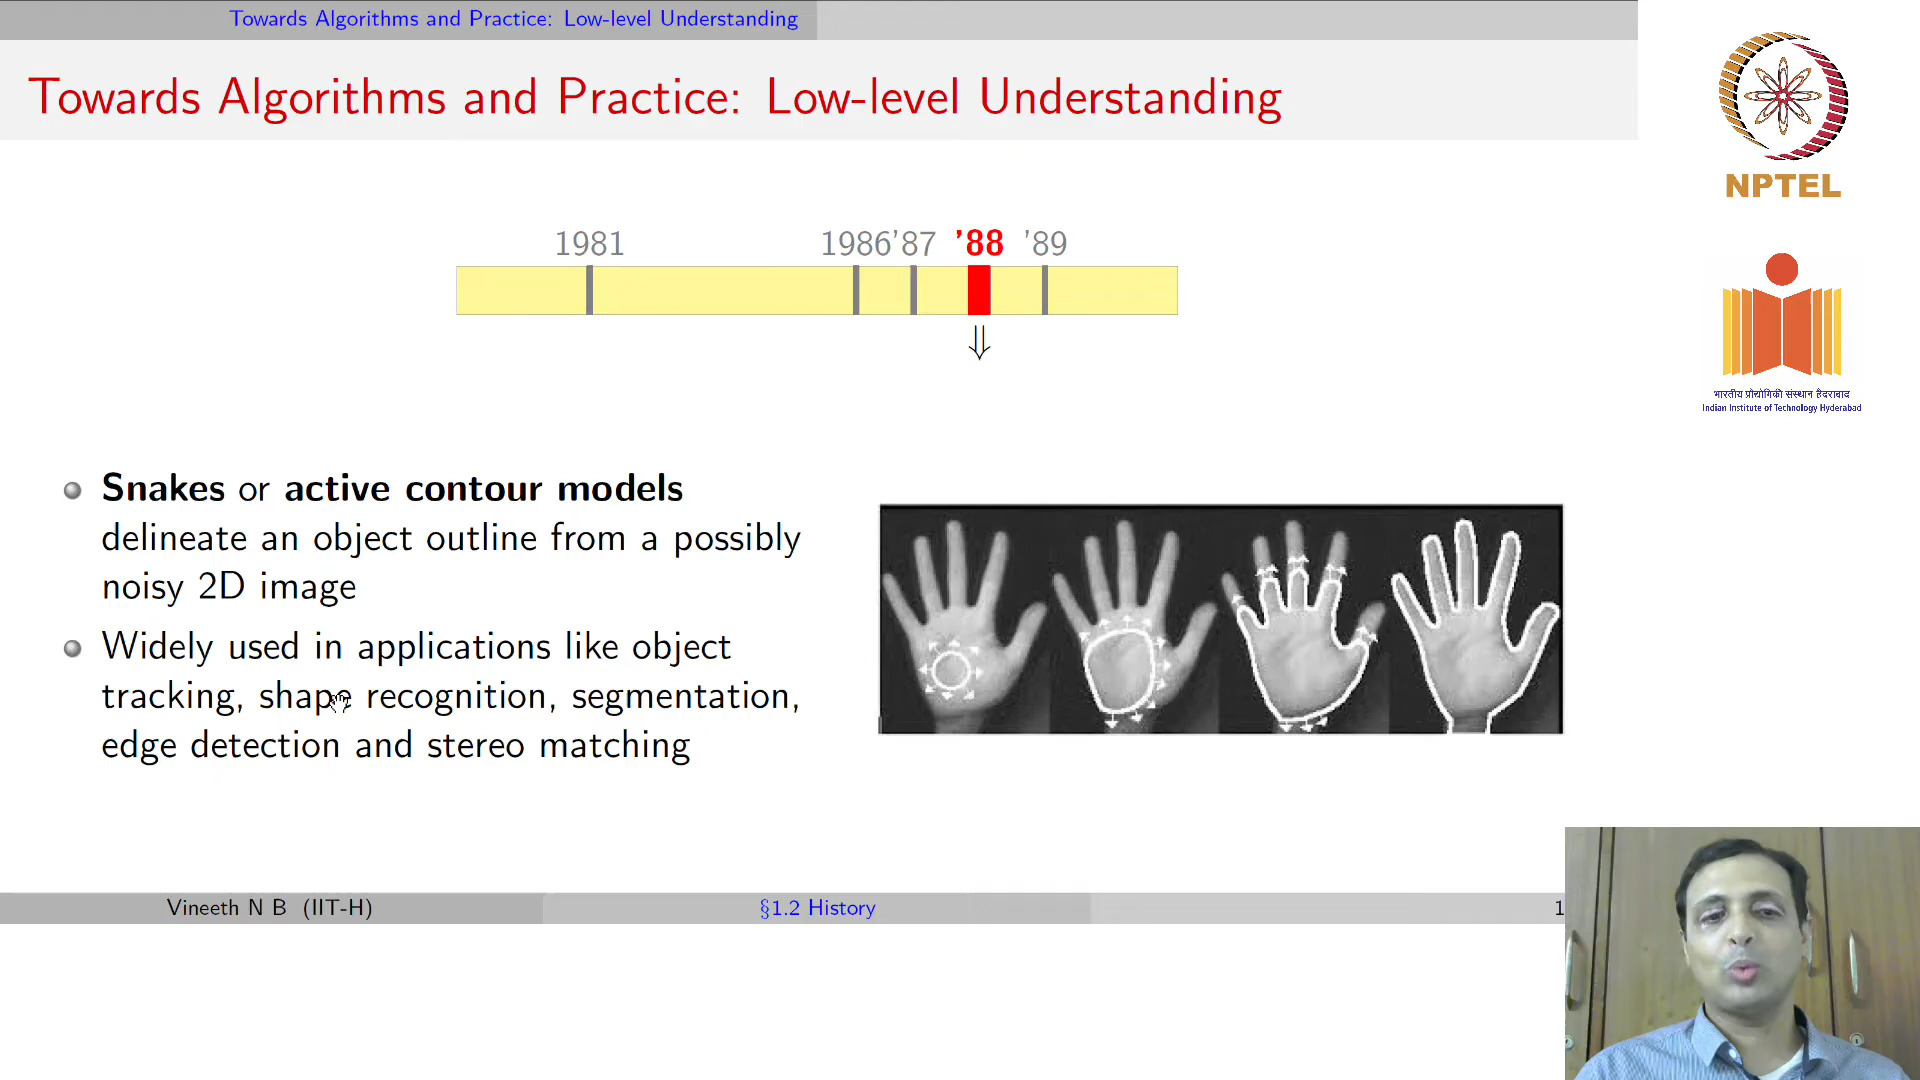 Towards Algorithms and Practice: Low-level Understanding
Towards Algorithms and Practice: Low-level Understanding
NPTEL
1981 1986 '87 '88 '89
भारतीय प्रौद्योगिकी संस्थान हैदराबाद
Indian Institute of Technology Hyderabad
Snakes or active contour models
delineate an object outline from a possibly
noisy 2D image
Widely used in applications like object
tracking, shape recognition, segmentation,
edge detection and stereo matching
Vineeth N B (IIT-H)
§1.2 History
1